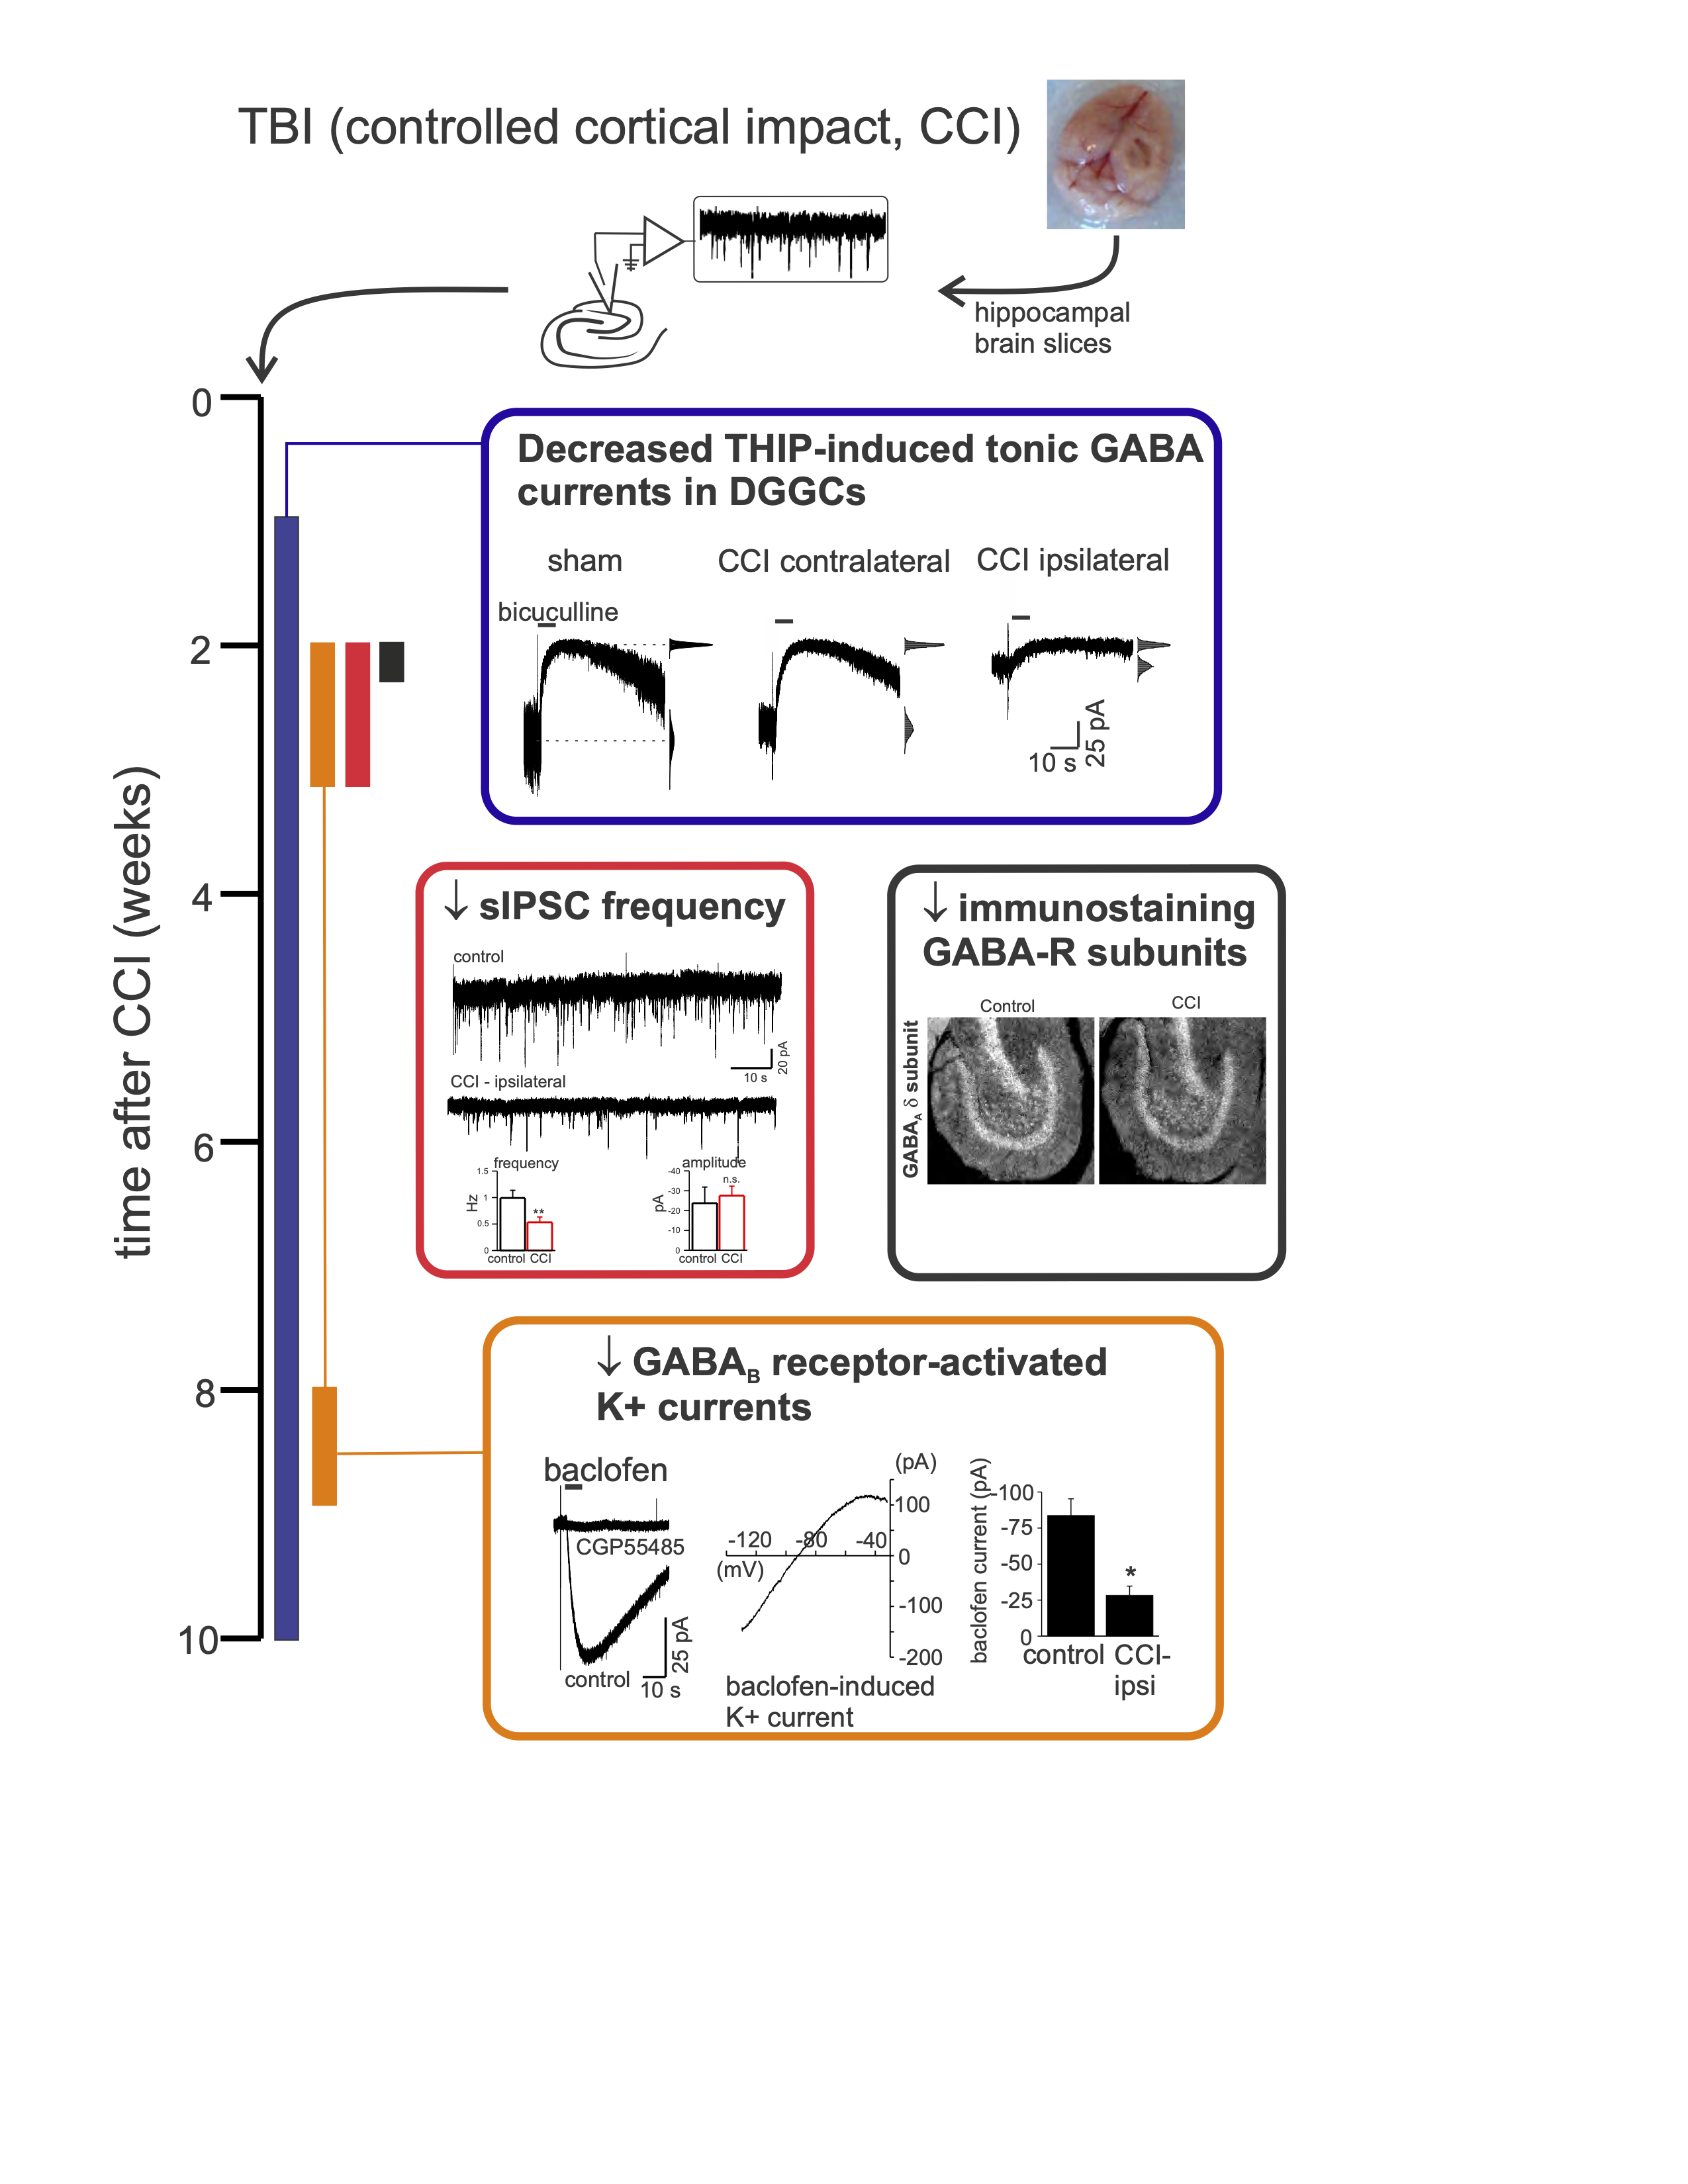 TBI (controlled cortical impact, CCI)
hippocampal
brain slices
time after CCI (weeks)
0
2
4
6
8
10
Decreased THIP-induced tonic GABA
currents in DGGCs
sham
CCI contralateral
CCI ipsilateral
bicuculline
10 s
25 pA
↓ sIPSC frequency
control
20 pA
10 s
CCI - ipsilateral
frequency
1.5
1
0.5
0
Hz
**
control CCI
amplitude
n.s.
-40
-30
-20
-10
0
pA
control CCI
↓ immunostaining
GABA-R subunits
Control
CCI
GABAA δ subunit
↓ GABAB receptor-activated
K+ currents
baclofen
CGP55485
control
10 s
25 pA
(pA)
100
0
-100
-200
-120
-80
-40
(mV)
baclofen-induced
K+ current
baclofen current (pA)
-100
-75
-50
-25
0
*
control CCI-
ipsi